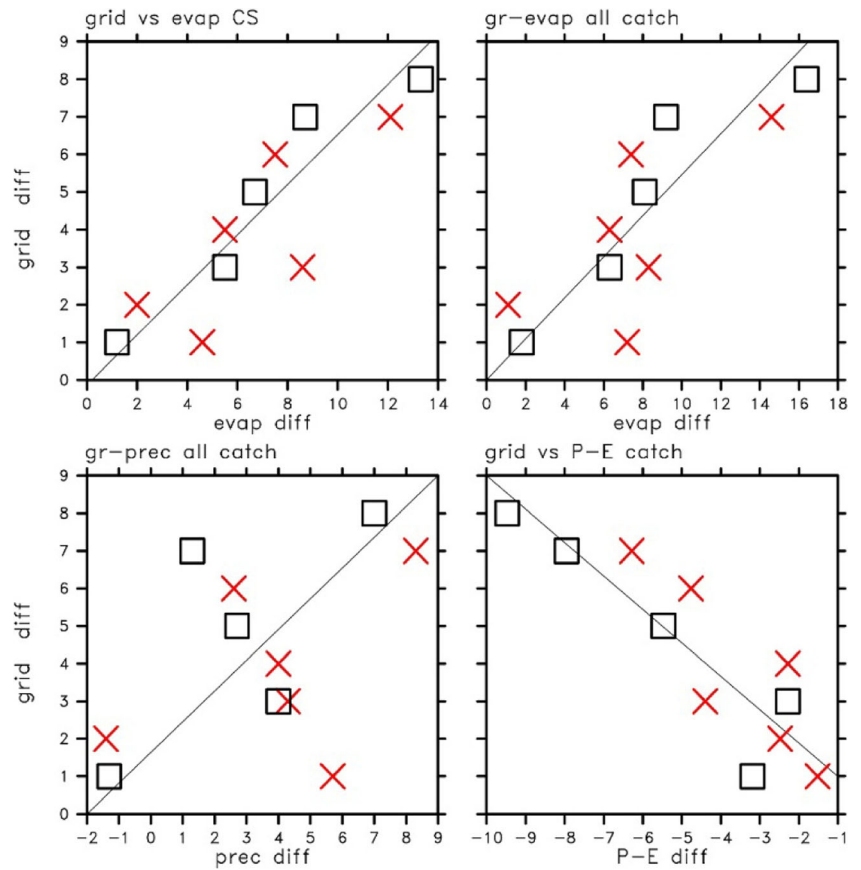 grid vs evap CS
gr-evap all catch
9
8
7
6
5
4
3
2
1
0
grid diff
0 2 4 6 8 10 12 14
evap diff
0 2 4 6 8 10 12 14 16 18
evap diff
gr-prec all catch
grid vs P-E catch
9
8
7
6
5
4
3
2
1
0
grid diff
-2 -1 0 1 2 3 4 5 6 7 8 9
prec diff
-10 -9 -8 -7 -6 -5 -4 -3 -2 -1
P-E diff